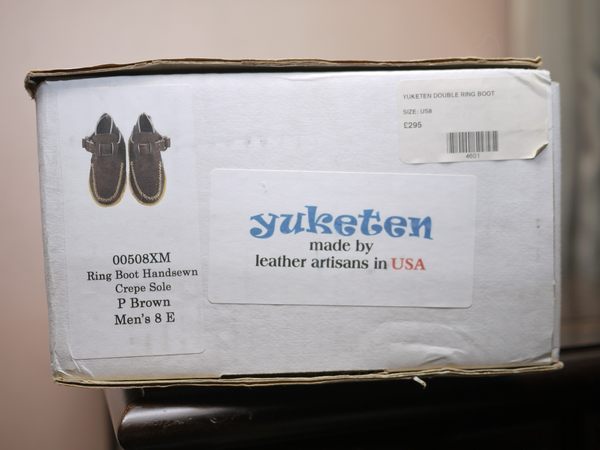 YUKETEN DOUBLE RING BOOT
SIZE: US8
£295
4601
yuketen
made by
leather artisans in USA
00508XM
Ring Boot Handsewn
Crepe Sole
P Brown
Men's 8 E